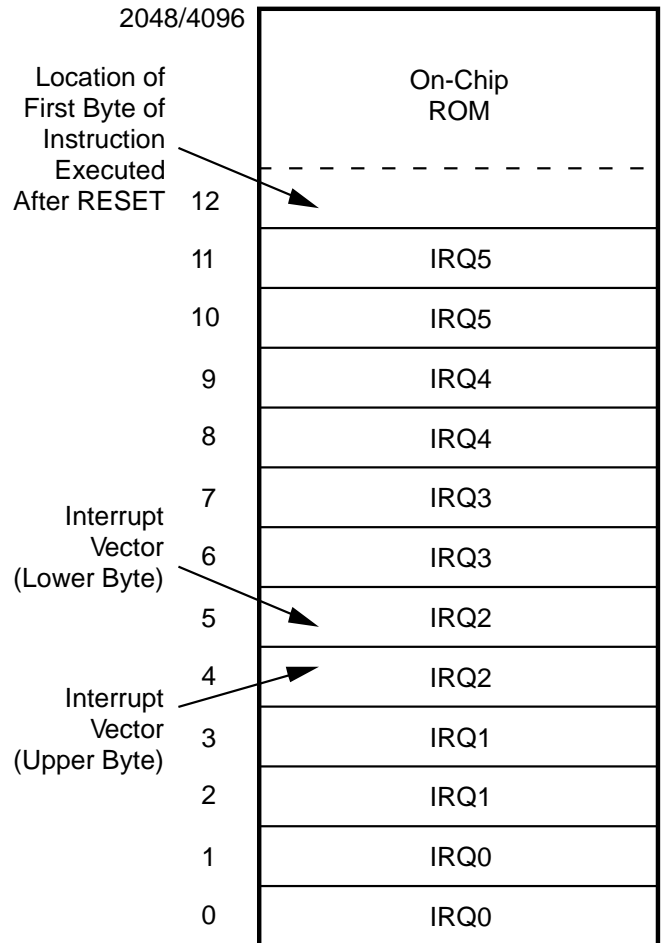 2048/4096
Location of
First Byte of
Instruction
Executed
After RESET
On-Chip
ROM
12
11 IRQ5
10 IRQ5
9 IRQ4
8 IRQ4
7 IRQ3
Interrupt
Vector
(Lower Byte)
6 IRQ3
5 IRQ2
4 IRQ2
Interrupt
Vector
(Upper Byte)
3 IRQ1
2 IRQ1
1 IRQ0
0 IRQ0